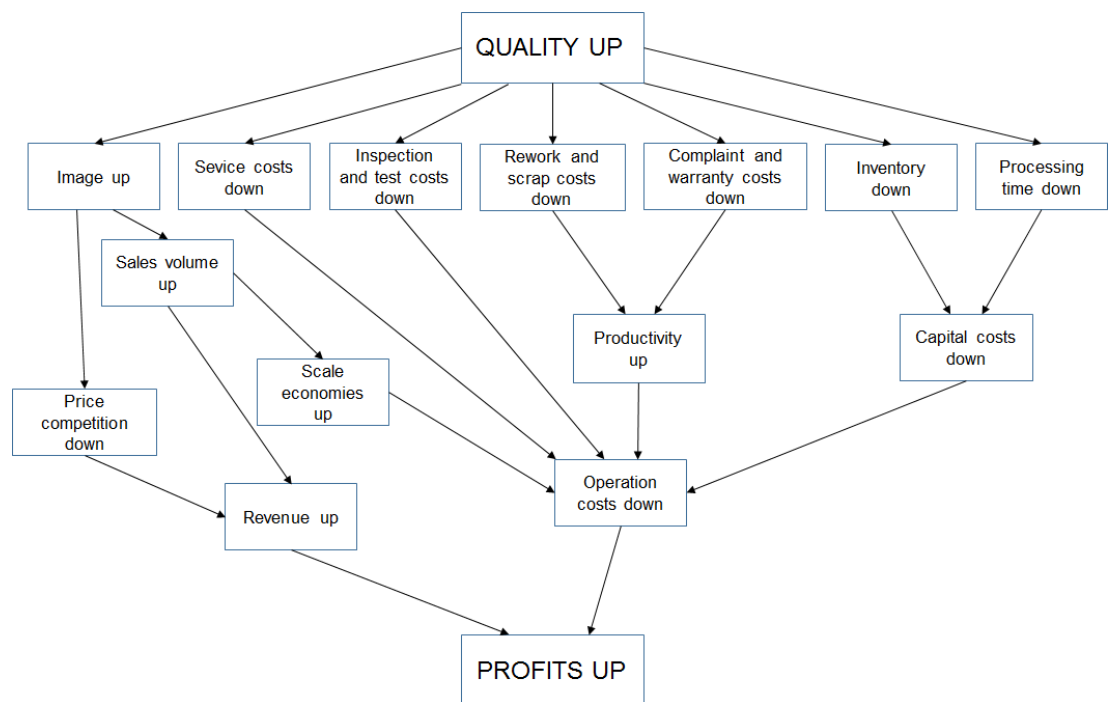 QUALITY UP
Image up
Sevice costs
down
Inspection
and test costs
down
Rework and
scrap costs
down
Complaint and
warranty costs
down
Inventory
down
Processing
time down
Sales volume
up
Productivity
up
Capital costs
down
Scale
economies
up
Price
competition
down
Operation
costs down
Revenue up
PROFITS UP